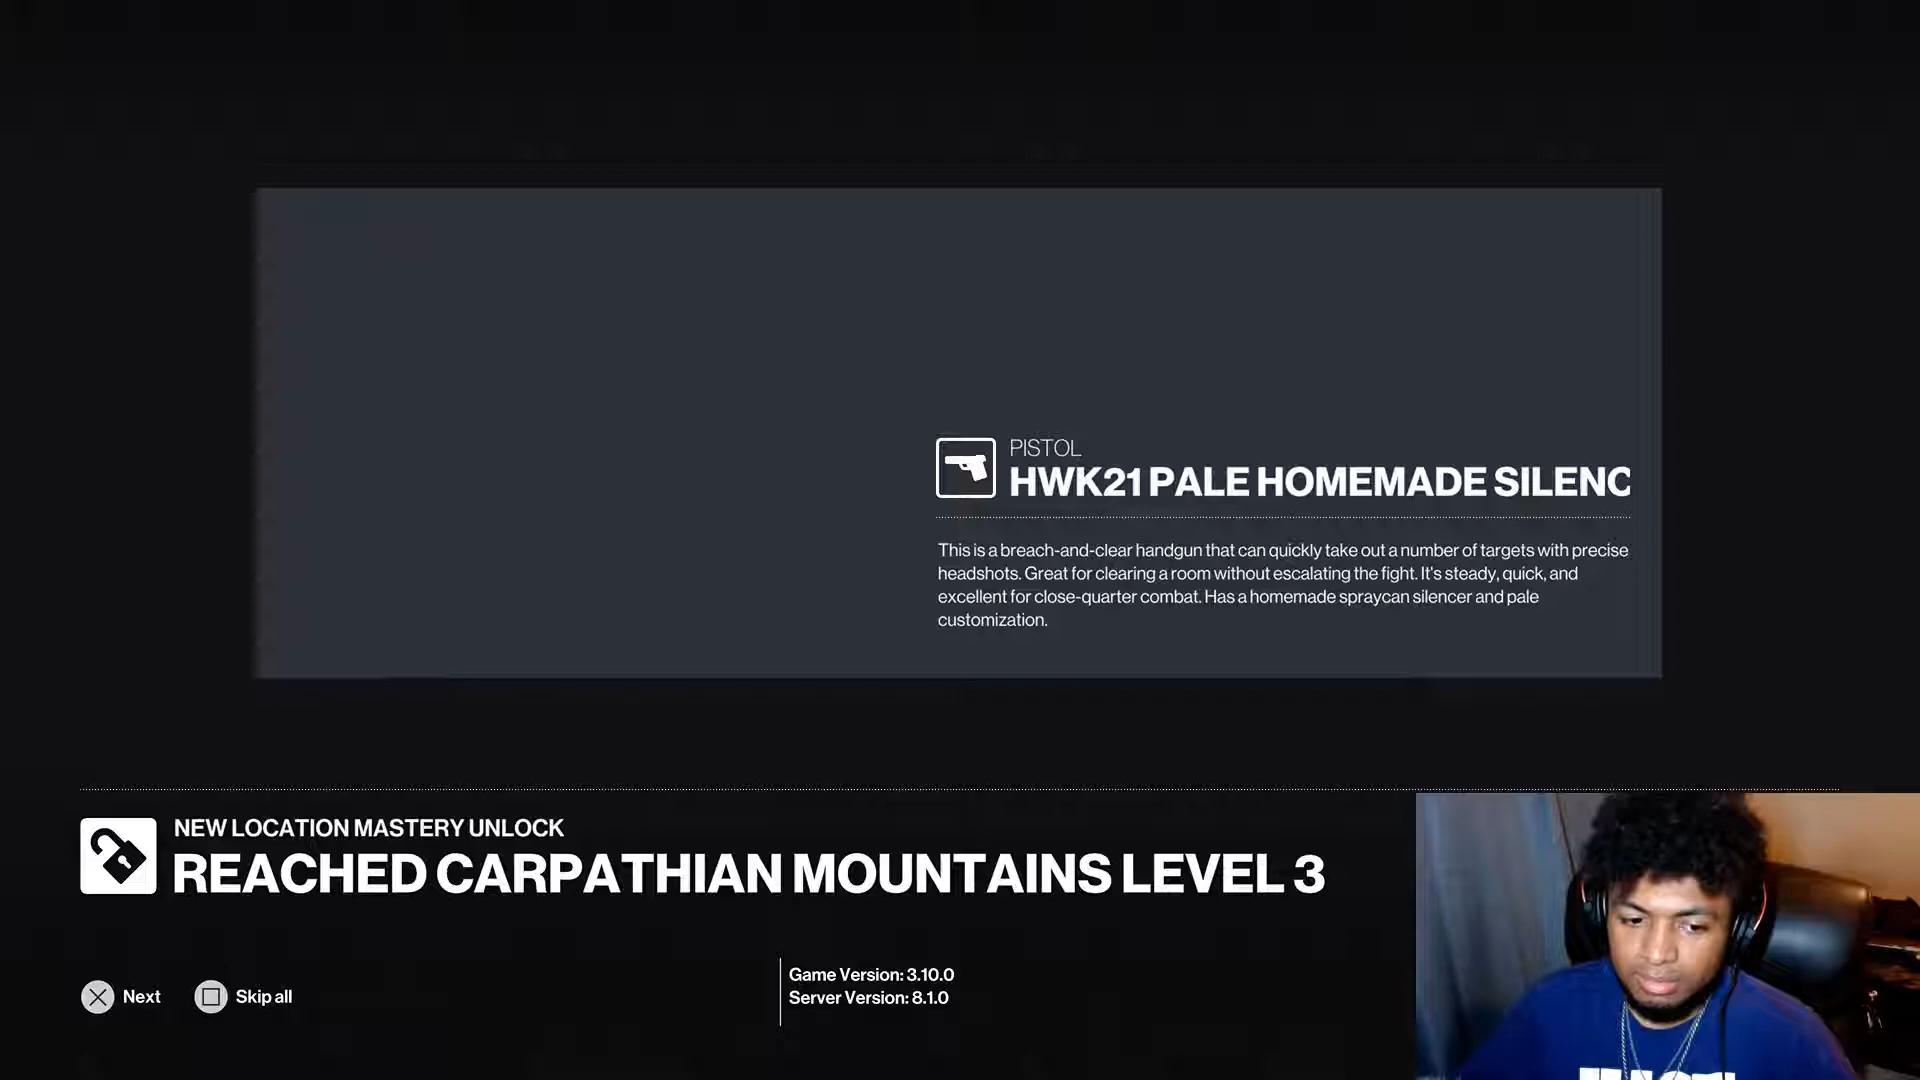 PISTOL
HWK21 PALE HOMEMADE SILENC
This is a breach-and-clear handgun that can quickly take out a number of targets with precise
headshots. Great for clearing a room without escalating the fight. It's steady, quick, and
excellent for close-quarter combat. Has a homemade spraycan silencer and pale
customization.
NEW LOCATION MASTERY UNLOCK
REACHED CARPATHIAN MOUNTAINS LEVEL 3
Next
Skip all
Game Version: 3.10.0
Server Version: 8.1.0